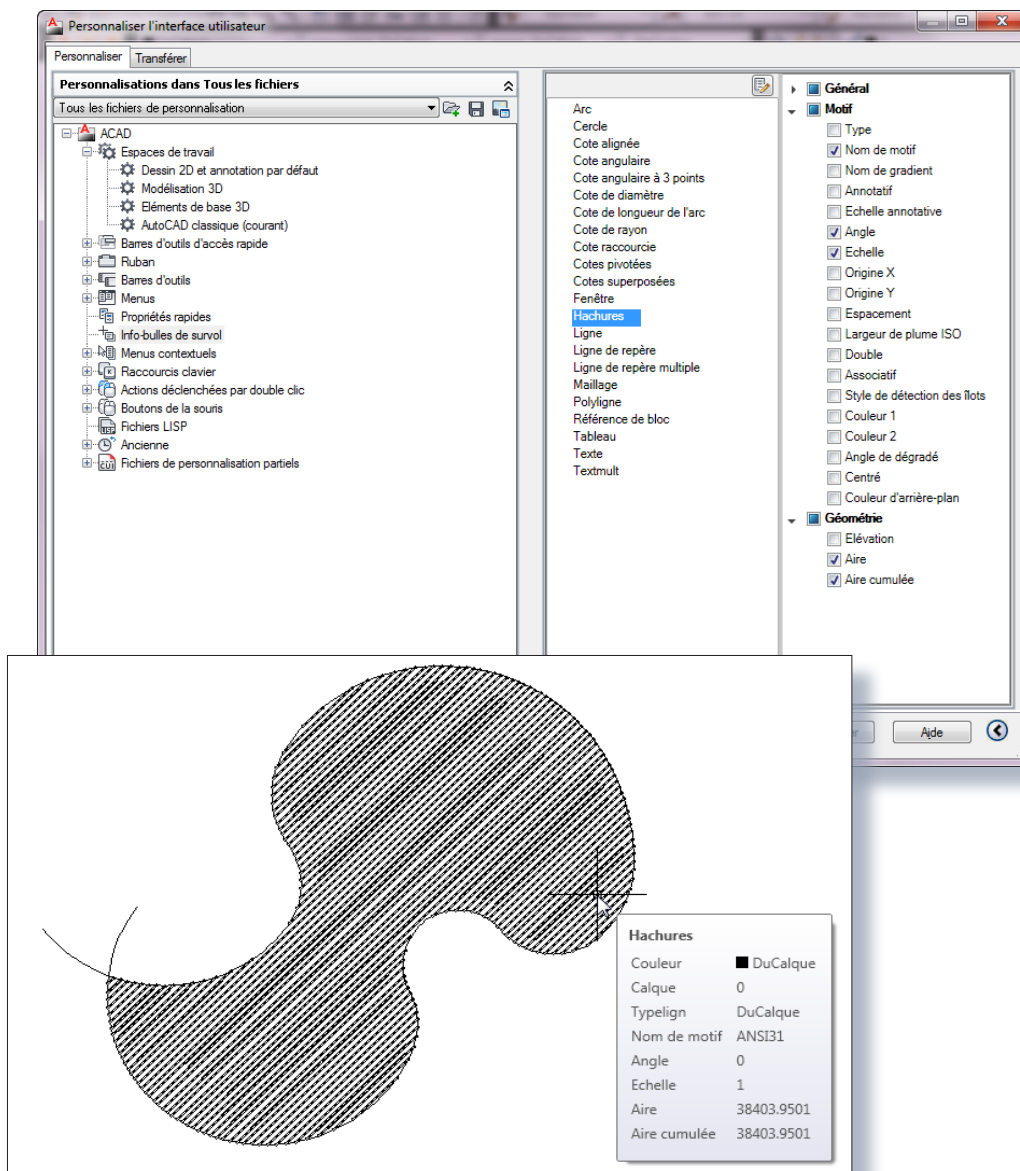 Personnaliser l'interface utilisateur
Personnaliser
Transférer
Personnalisations dans Tous les fichiers
Tous les fichiers de personnalisation
ACAD
Espaces de travail
Dessin 2D et annotation par défaut
Modélisation 3D
Eléments de base 3D
AutoCAD classique (courant)
Barres d'outils d'accès rapide
Ruban
Barres d'outils
Menus
Propriétés rapides
Info-bulles de survol
Menus contextuels
Raccourcis clavier
Actions déclenchées par double clic
Boutons de la souris
Fichiers LISP
Ancienne
CUI
Fichiers de personnalisation partiels
Arc
Cercle
Cote alignée
Cote angulaire
Cote angulaire à 3 points
Cote de diamètre
Cote de longueur de l'arc
Cote de rayon
Cote raccourcie
Cotes pivotées
Cotes superposées
Fenêtre
Hachures
Ligne
Ligne de repère
Ligne de repère multiple
Maillage
Polyligne
Référence de bloc
Tableau
Texte
Textmult
Général
Motif
Type
Nom de motif
Nom de gradient
Annotatif
Echelle annotative
Angle
Echelle
Origine X
Origine Y
Espacement
Largeur de plume ISO
Double
Associatif
Style de détection des îlots
Couleur 1
Couleur 2
Angle de dégradé
Centré
Couleur d'arrière-plan
Géométrie
Elévation
Aire
Aire cumulée
r
Aide
Hachures
Couleur DuCalque
Calque 0
Typelign DuCalque
Nom de motif ANSI31
Angle 0
Echelle 1
Aire 38403.9501
Aire cumulée 38403.9501